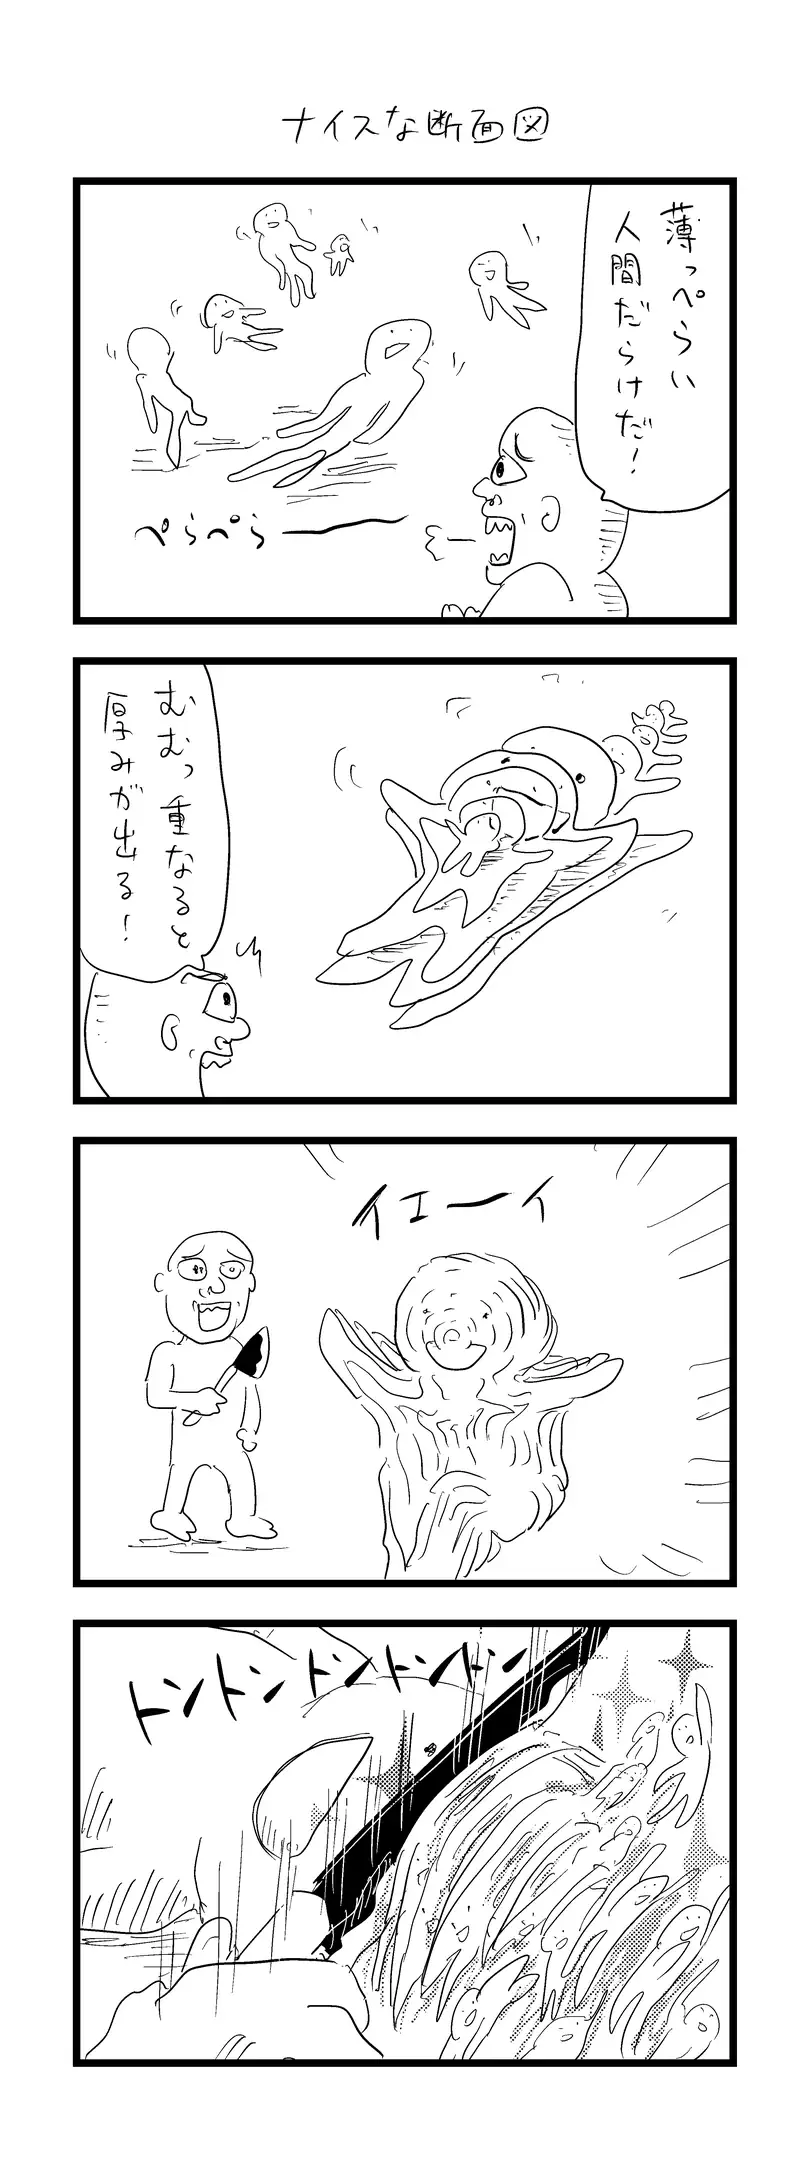 ナイスな断面図
薄っぺらい
人間だらけだ!
ぺらぺらー
むむっ重なると
厚みが出る!
イエーイ
トントントントントン